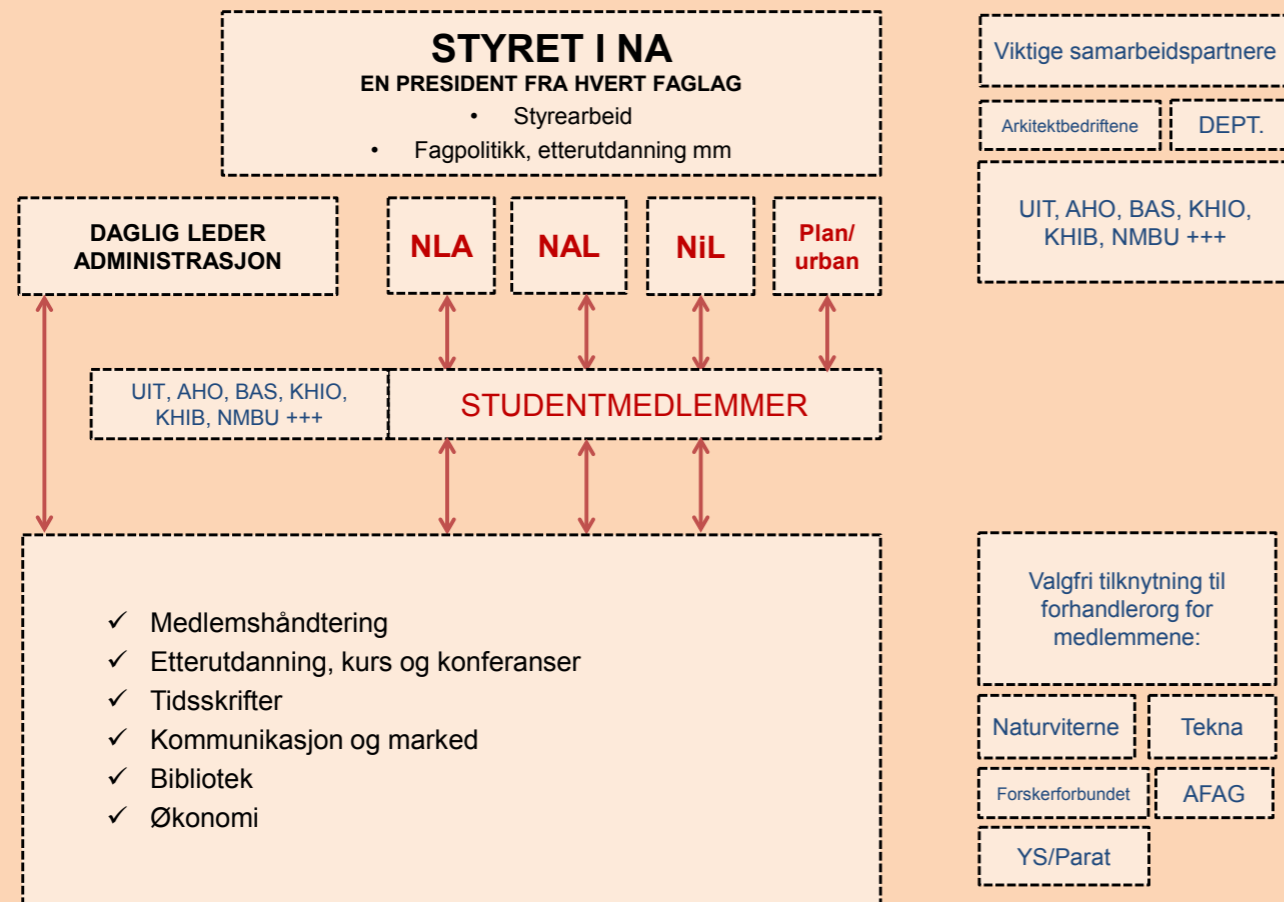 STYRET I NA
EN PRESIDENT FRA HVERT FAGLAG
• Styrearbeid
• Fagpolitikk, etterutdanning mm
DAGLIG LEDER
ADMINISTRASJON
NLA
NAL
NiL
Plan/
urban
UIT, AHO, BAS, KHIO,
KHIB, NMBU +++
STUDENTMEDLEMMER
✓ Medlemshåndtering
✓ Etterutdanning, kurs og konferanser
✓ Tidsskrifter
✓ Kommunikasjon og marked
✓ Bibliotek
✓ Økonomi
Viktige samarbeidspartnere
Arkitektbedriftene
DEPT.
UIT, AHO, BAS, KHIO,
KHIB, NMBU +++
Valgfri tilknytning til
forhandlerorg for
medlemmene:
Naturviterne
Tekna
Forskerforbundet
AFAG
YS/Parat